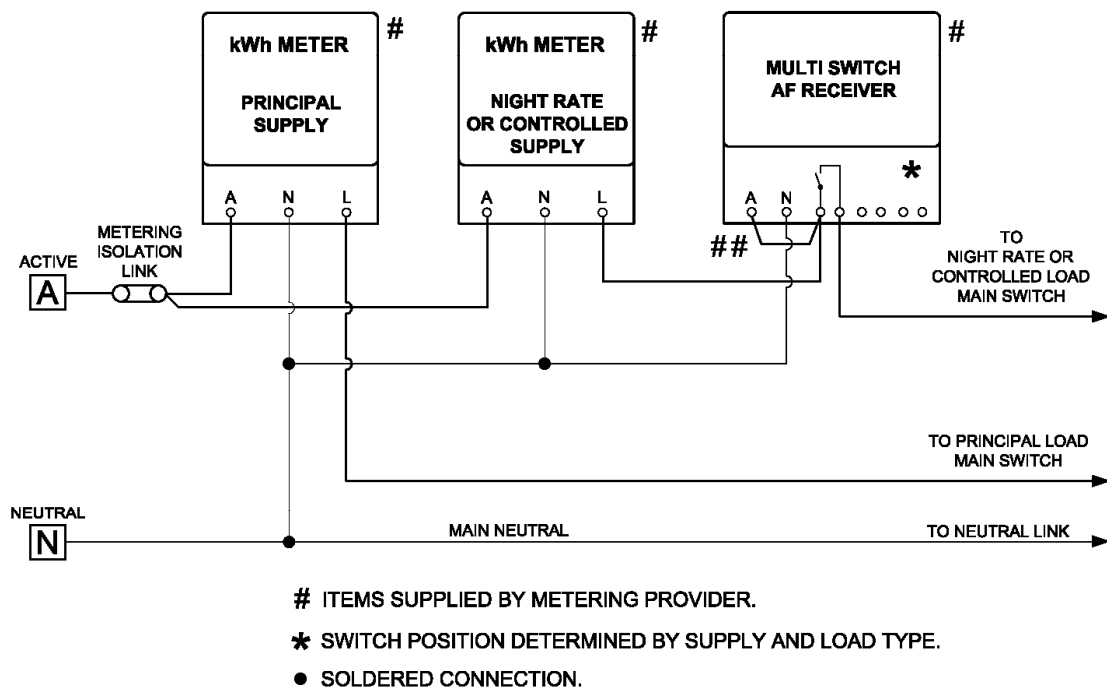 kWh METER
PRINCIPAL
SUPPLY
#
A N L
kWh METER
NIGHT RATE
OR CONTROLLED
SUPPLY
#
A N L
MULTI SWITCH
AF RECEIVER
#
*
A N
##
METERING
ISOLATION
LINK
ACTIVE
A
TO
NIGHT RATE OR
CONTROLLED LOAD
MAIN SWITCH
TO PRINCIPAL LOAD
MAIN SWITCH
NEUTRAL
N
MAIN NEUTRAL
TO NEUTRAL LINK
# ITEMS SUPPLIED BY METERING PROVIDER.
* SWITCH POSITION DETERMINED BY SUPPLY AND LOAD TYPE.
● SOLDERED CONNECTION.